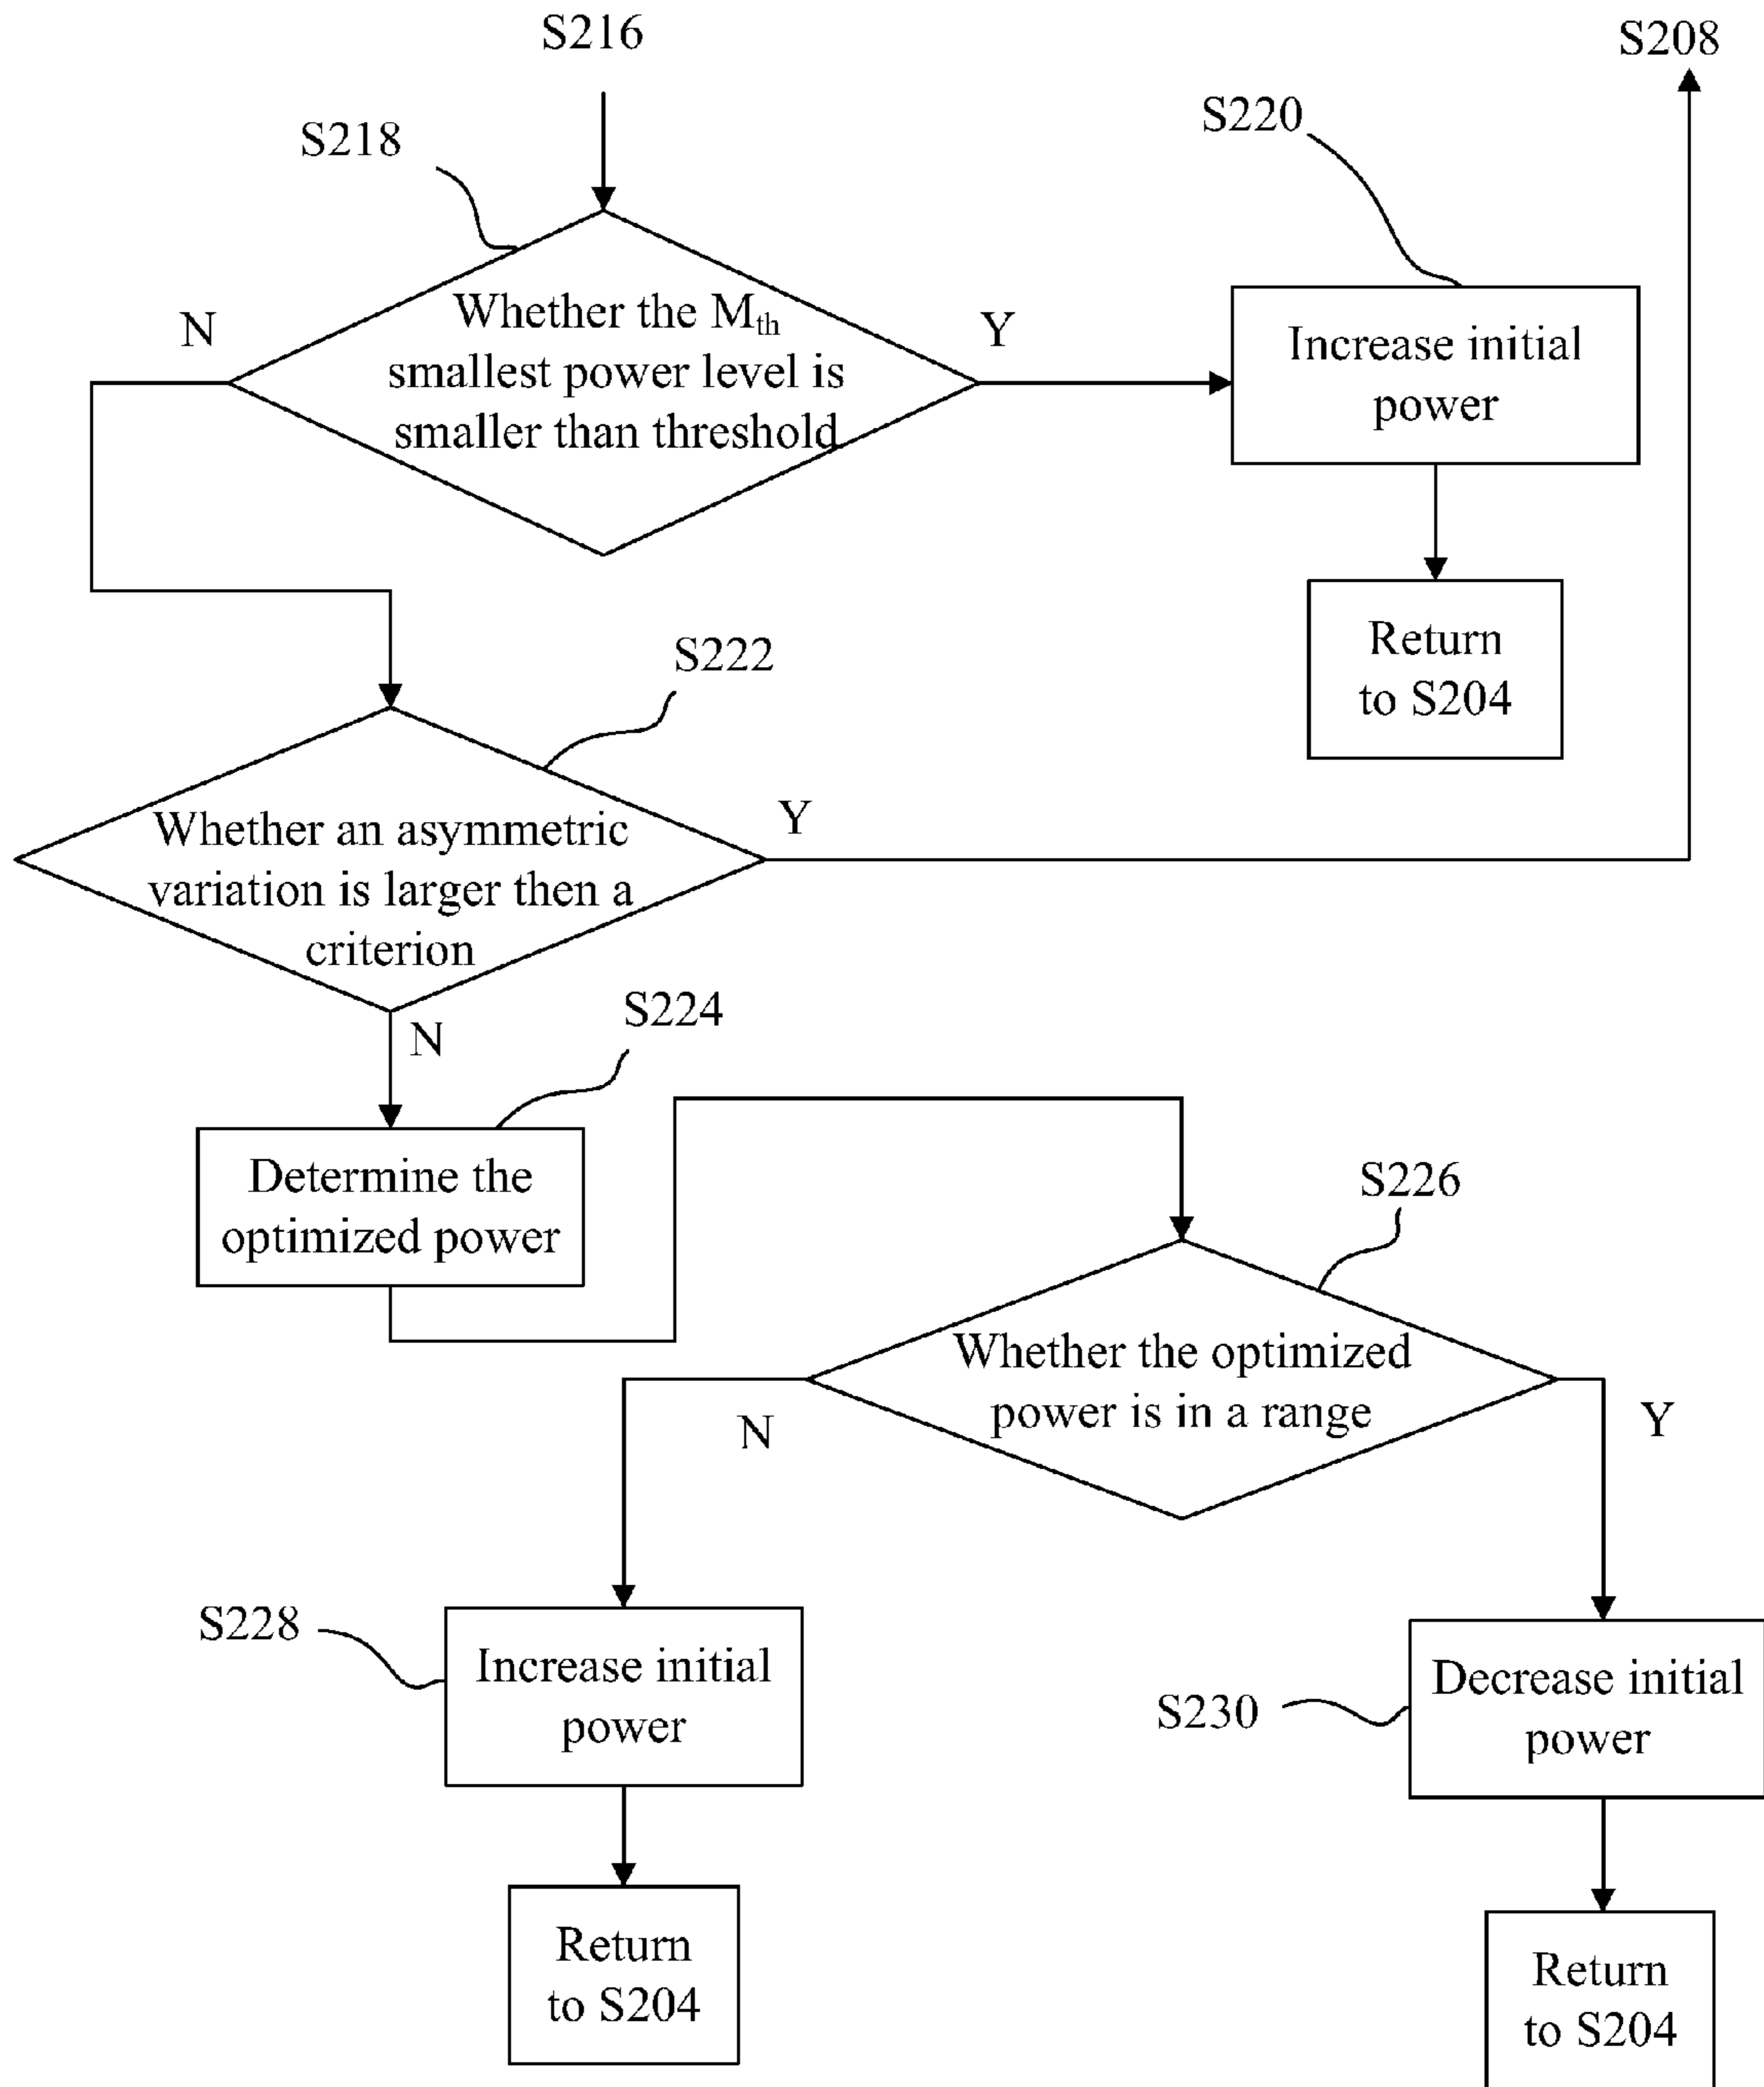 S216
S208
S220
S218
N
Whether the Mth
smallest power level is
smaller than threshold
Y
Increase initial
power
Return
to S204
S222
Whether an asymmetric
variation is larger then a
criterion
Y
N
S224
Determine the
optimized power
S226
Whether the optimized
power is in a range
N
Y
S228
Increase initial
power
S230
Decrease initial
power
Return
to S204
Return
to S204